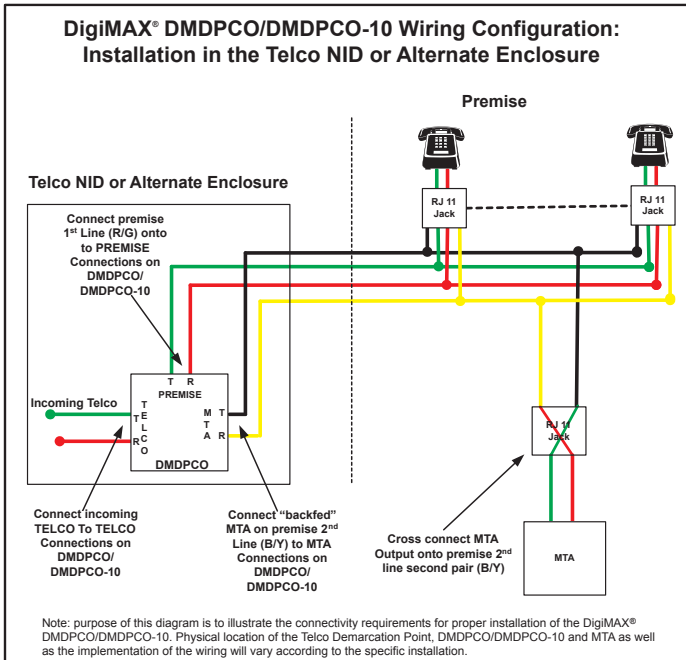 DigiMAX® DMDPCO/DMDPCO-10 Wiring Configuration:
Installation in the Telco NID or Alternate Enclosure
Premise
Telco NID or Alternate Enclosure
RJ 11
Jack
RJ 11
Jack
Connect premise
1st Line (R/G) onto
to PREMISE
Connections on
DMDPCO/
DMDPCO-10
T R
PREMISE
Incoming Telco
T
R
TELCO
MTA
T
R
DMDPCO
RJ 11
Jack
Connect incoming
TELCO To TELCO
Connections on
DMDPCO/
DMDPCO-10
Connect “backfed”
MTA on premise 2nd
Line (B/Y) to MTA
Connections on
DMDPCO/
DMDPCO-10
Cross connect MTA
Output onto premise 2nd
line second pair (B/Y)
MTA
Note: purpose of this diagram is to illustrate the connectivity requirements for proper installation of the DigiMAX®
DMDPCO/DMDPCO-10. Physical location of the Telco Demarcation Point, DMDPCO/DMDPCO-10 and MTA as well
as the implementation of the wiring will vary according to the specific installation.